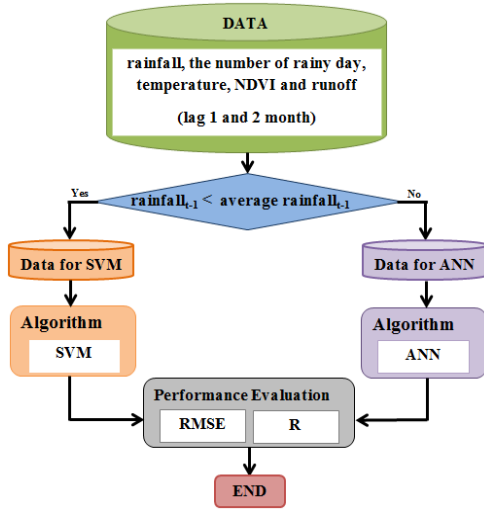 DATA
rainfall, the number of rainy day,
temperature, NDVI and runoff
(lag 1 and 2 month)
Yes
rainfallₜ₋₁ < average rainfallₜ₋₁
No
Data for SVM
Data for ANN
Algorithm
SVM
Algorithm
ANN
Performance Evaluation
RMSE
R
END